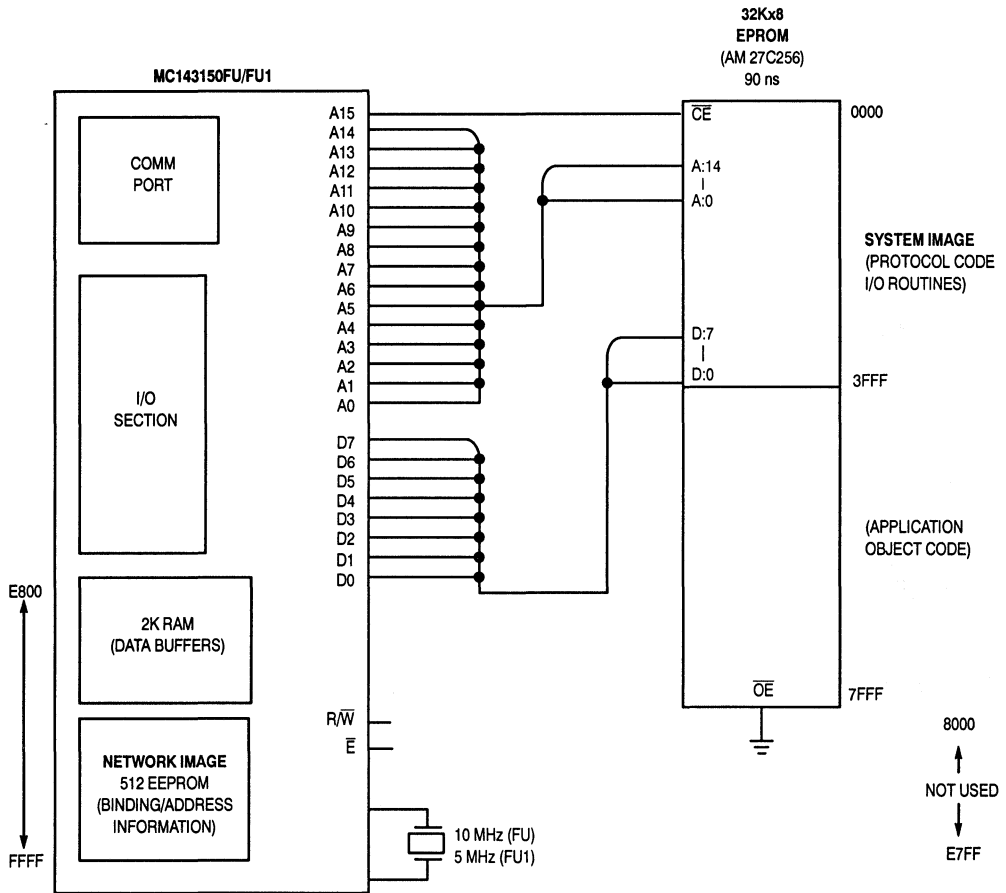 32Kx8
EPROM
(AM 27C256)
90 ns
MC143150FU/FU1
COMM
PORT
I/O
SECTION
E800
2K RAM
(DATA BUFFERS)
NETWORK IMAGE
512 EEPROM
(BINDING/ADDRESS
INFORMATION)
FFFF
A15
A14
A13
A12
A11
A10
A9
A8
A7
A6
A5
A4
A3
A2
A1
A0
D7
D6
D5
D4
D3
D2
D1
D0
R/W̅
E̅
10 MHz (FU)
5 MHz (FU1)
C̅E̅
A:14
A:0
D:7
D:0
O̅E̅
0000
SYSTEM IMAGE
(PROTOCOL CODE
I/O ROUTINES)
3FFF
(APPLICATION
OBJECT CODE)
7FFF
8000
NOT USED
E7FF